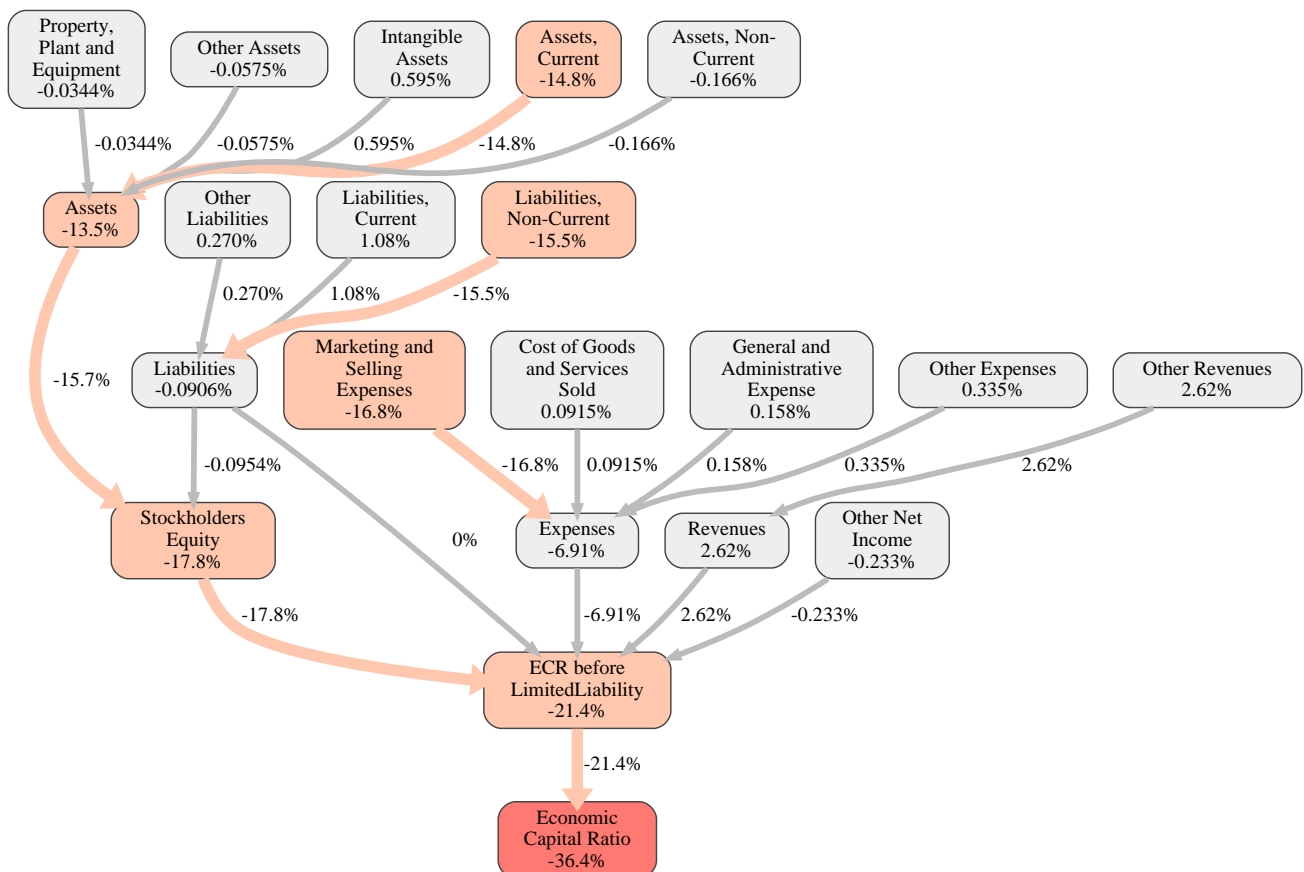 Property,
Plant and
Equipment
-0.0344%
Other Assets
-0.0575%
Intangible
Assets
0.595%
Assets,
Current
-14.8%
Assets, Non-
Current
-0.166%
-0.0344%
-0.0575%
0.595%
-14.8%
-0.166%
Assets
-13.5%
Other
Liabilities
0.270%
Liabilities,
Current
1.08%
Liabilities,
Non-Current
-15.5%
0.270%
1.08%
-15.5%
Liabilities
-0.0906%
Marketing and
Selling
Expenses
-16.8%
Cost of Goods
and Services
Sold
0.0915%
General and
Administrative
Expense
0.158%
Other Expenses
0.335%
Other Revenues
2.62%
-15.7%
-0.0954%
-16.8%
0.0915%
0.158%
0.335%
2.62%
Stockholders
Equity
-17.8%
0%
Expenses
-6.91%
Revenues
2.62%
Other Net
Income
-0.233%
-17.8%
-6.91%
2.62%
-0.233%
ECR before
LimitedLiability
-21.4%
-21.4%
Economic
Capital Ratio
-36.4%